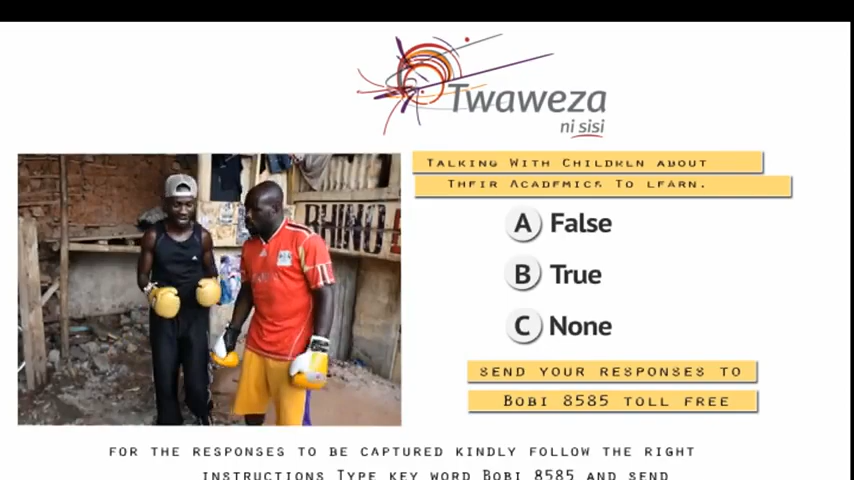 Twaweza
ni sisi
Talking With Children about
Their Academics To learn.
A False
B True
C None
RHINO
SEND YOUR RESPONSES TO
BOBI 8585 TOLL FREE
FOR THE RESPONSES TO BE CAPTURED KINDLY FOLLOW THE RIGHT
INSTRUCTIONS TYPE KEY WORD BOBI 8585 AND SEND